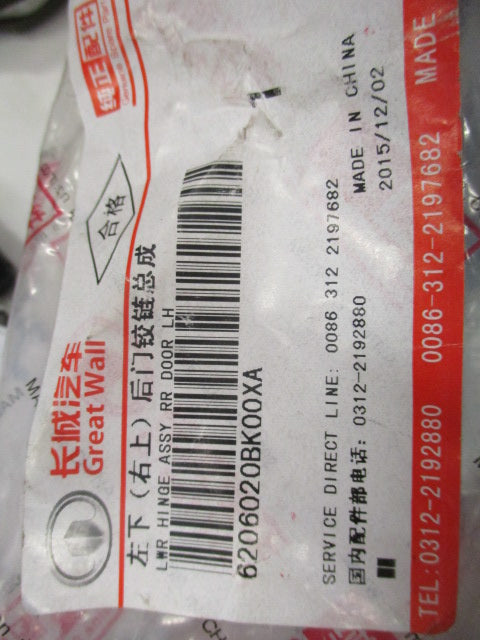 纯正配件
长城汽车
Great Wall
合格
左下（右上）后门铰链总成
LWR HINGE ASSY RR DOOR LH
6206020BK00XA
SERVICE DIRECT LINE: 0086 312 2197682
国内配件部电话: 0312-2192880
MADE IN CHINA
2015/12/02
TEL:0312-2192880 0086-312-2197682 MADE